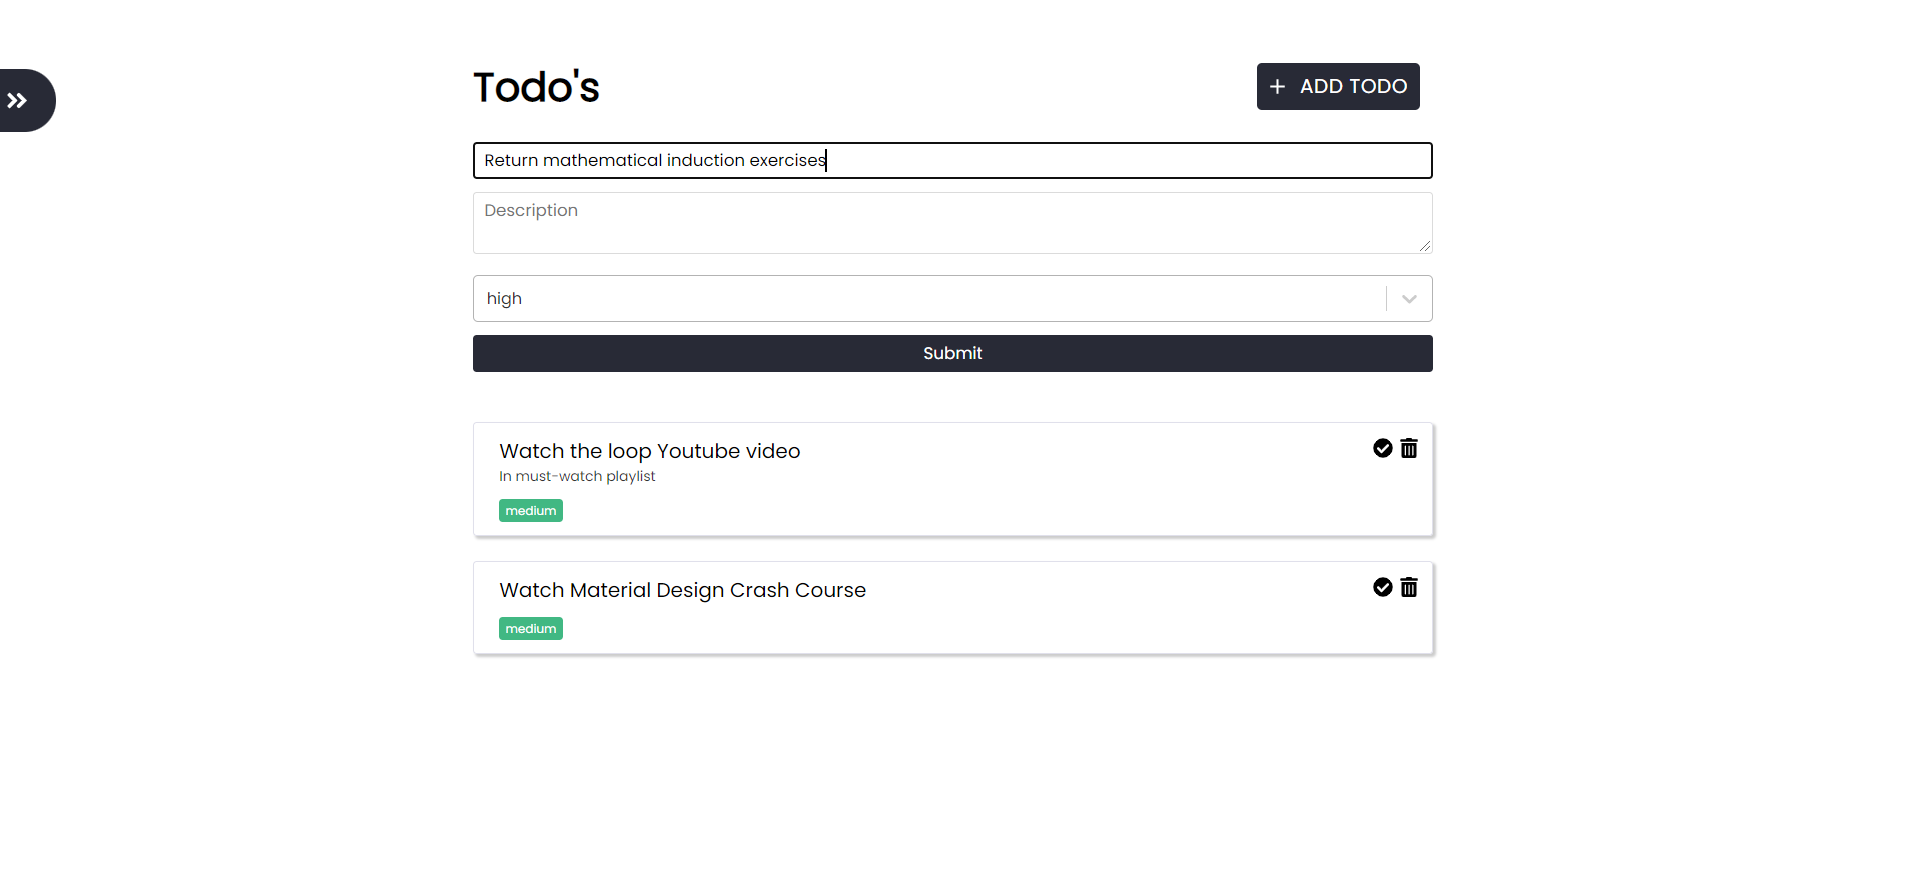 Todo's
+ ADD TODO
Return mathematical induction exercises
Description
high
Submit
Watch the loop Youtube video
In must-watch playlist
medium
Watch Material Design Crash Course
medium